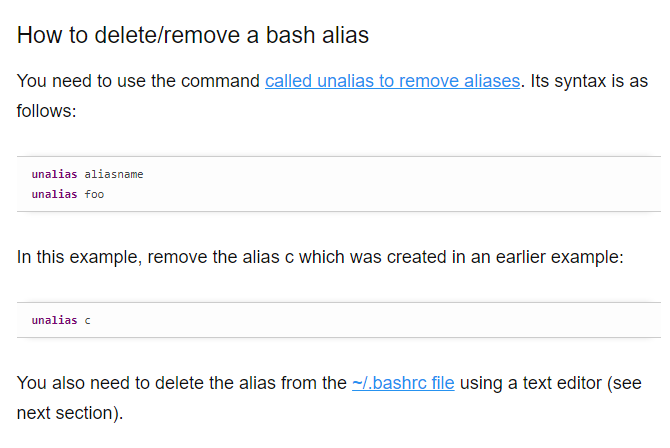 How to delete/remove a bash alias
You need to use the command called unalias to remove aliases. Its syntax is as
follows:
unalias aliasname
unalias foo
In this example, remove the alias c which was created in an earlier example:
unalias c
You also need to delete the alias from the ~/.bashrc file using a text editor (see
next section).